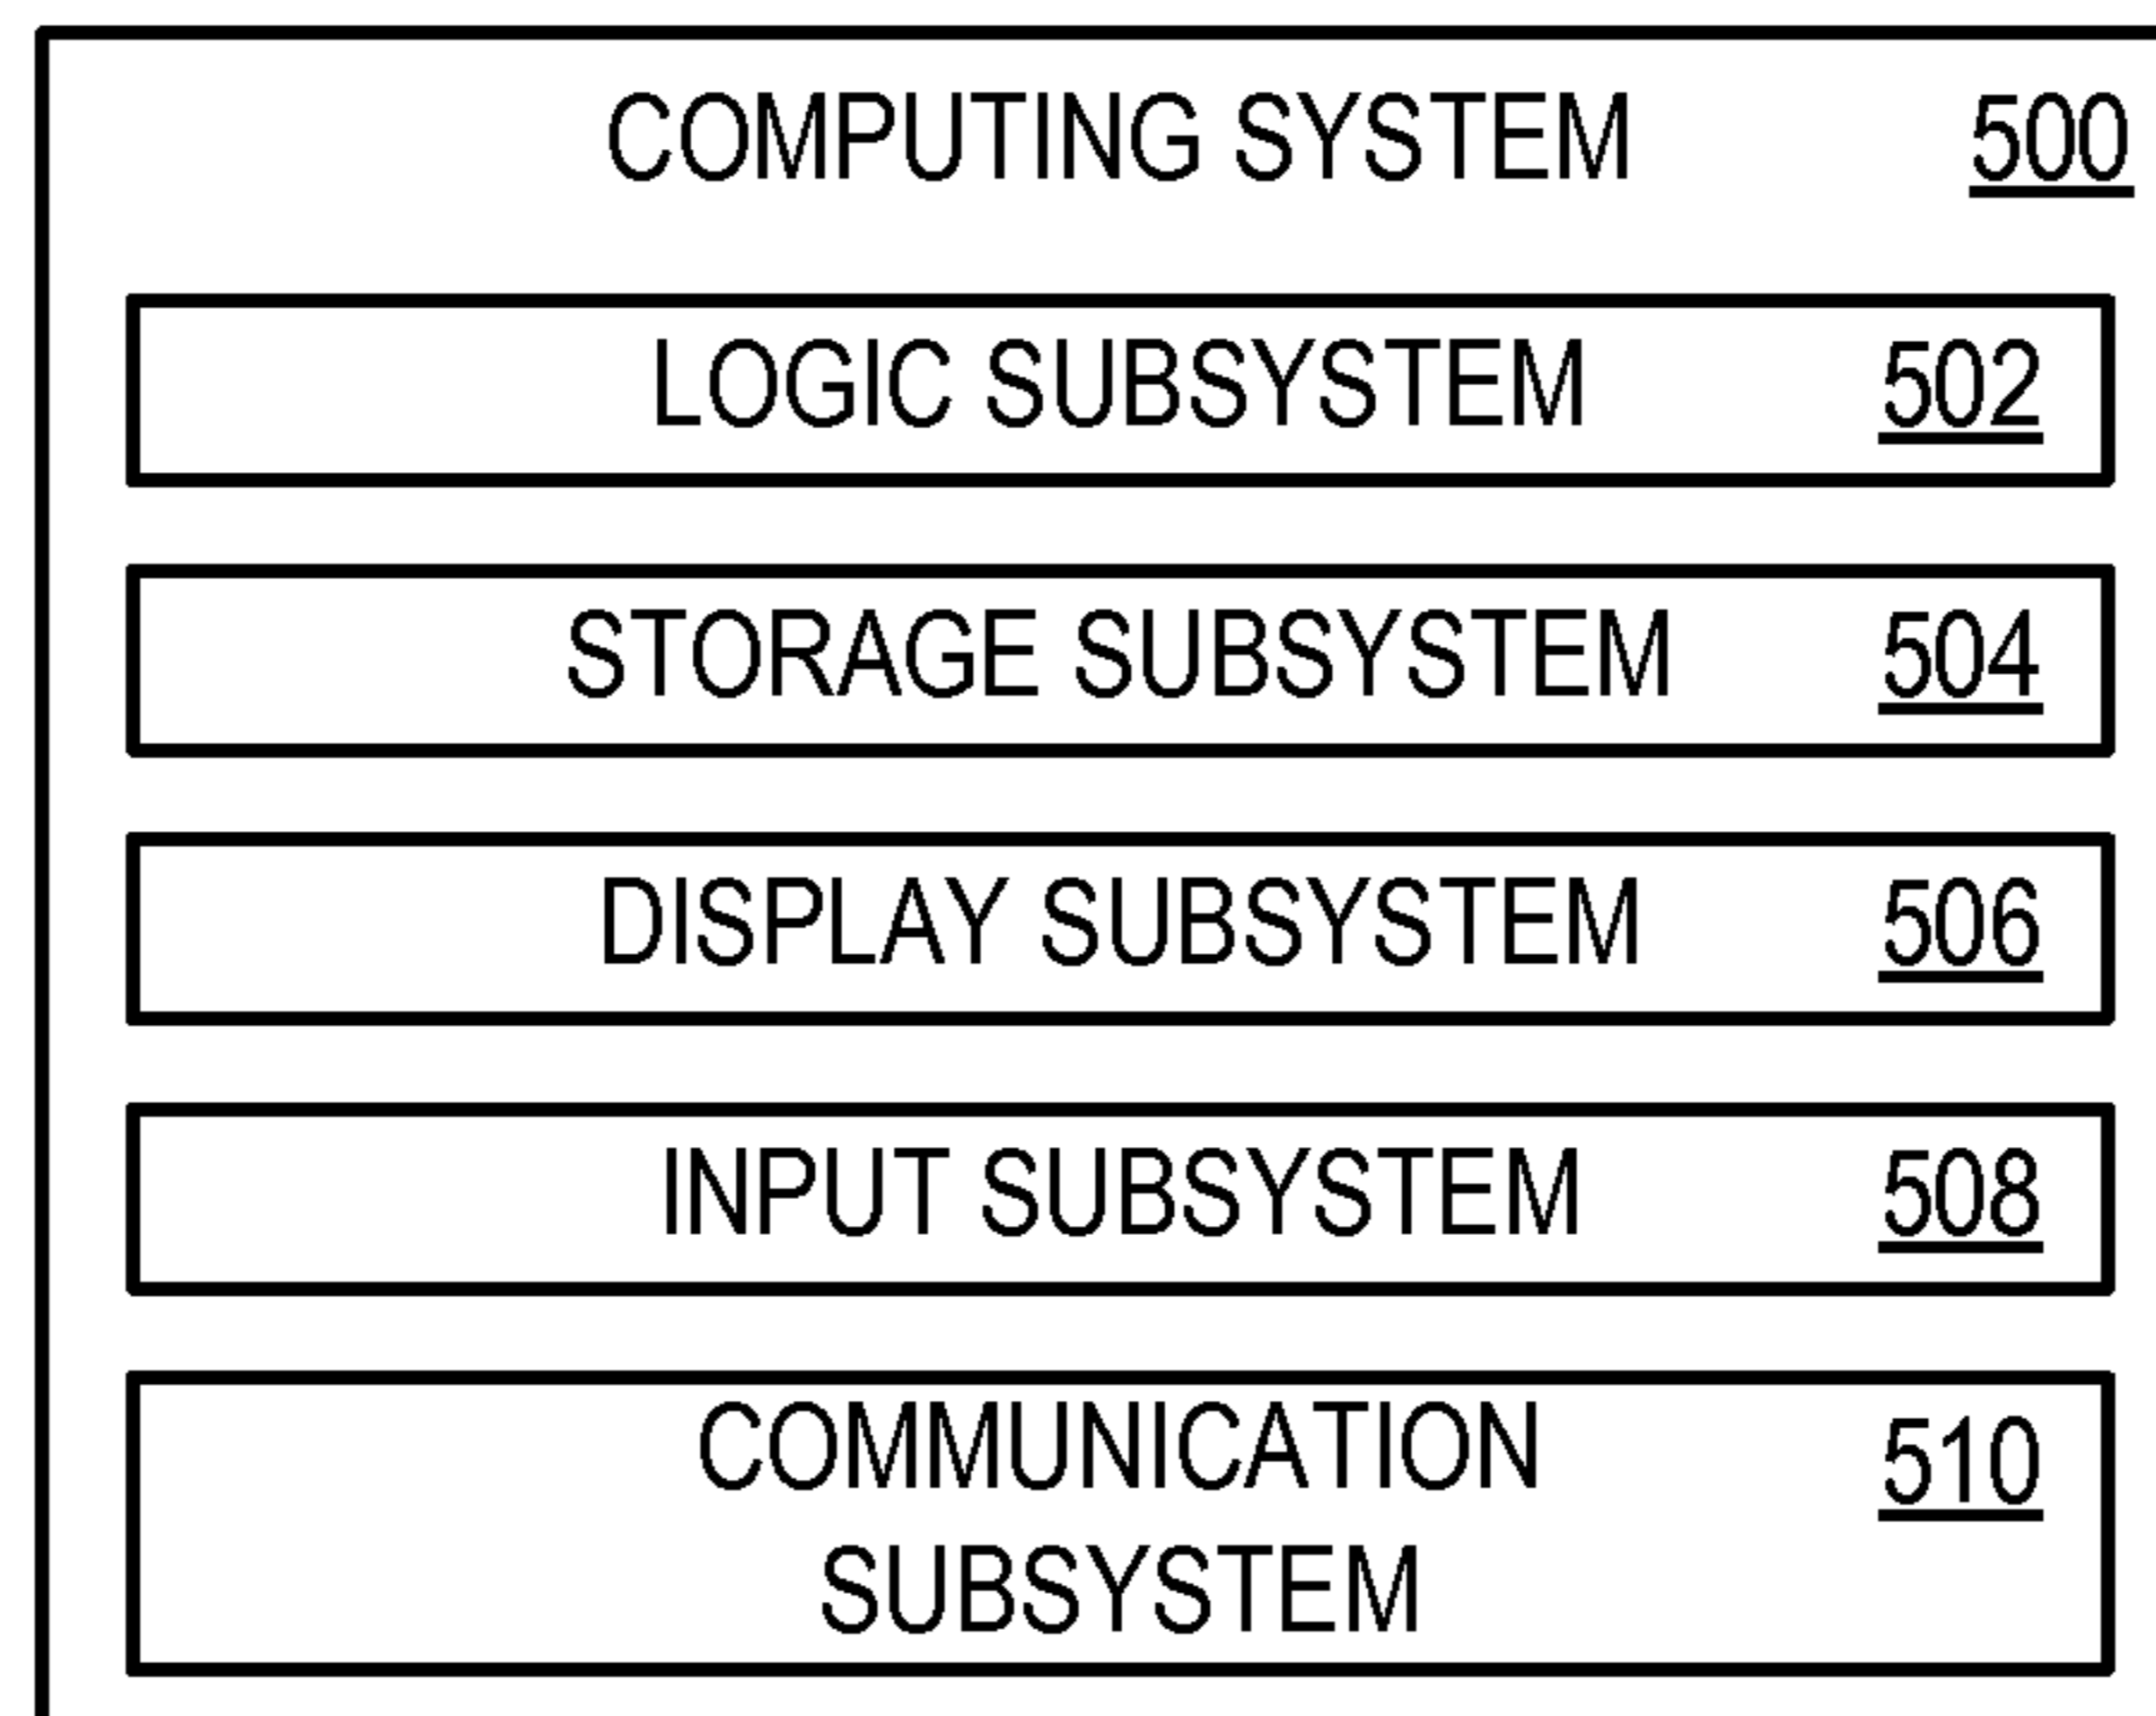 COMPUTING SYSTEM 500
LOGIC SUBSYSTEM 502
STORAGE SUBSYSTEM 504
DISPLAY SUBSYSTEM 506
INPUT SUBSYSTEM 508
COMMUNICATION 510
SUBSYSTEM